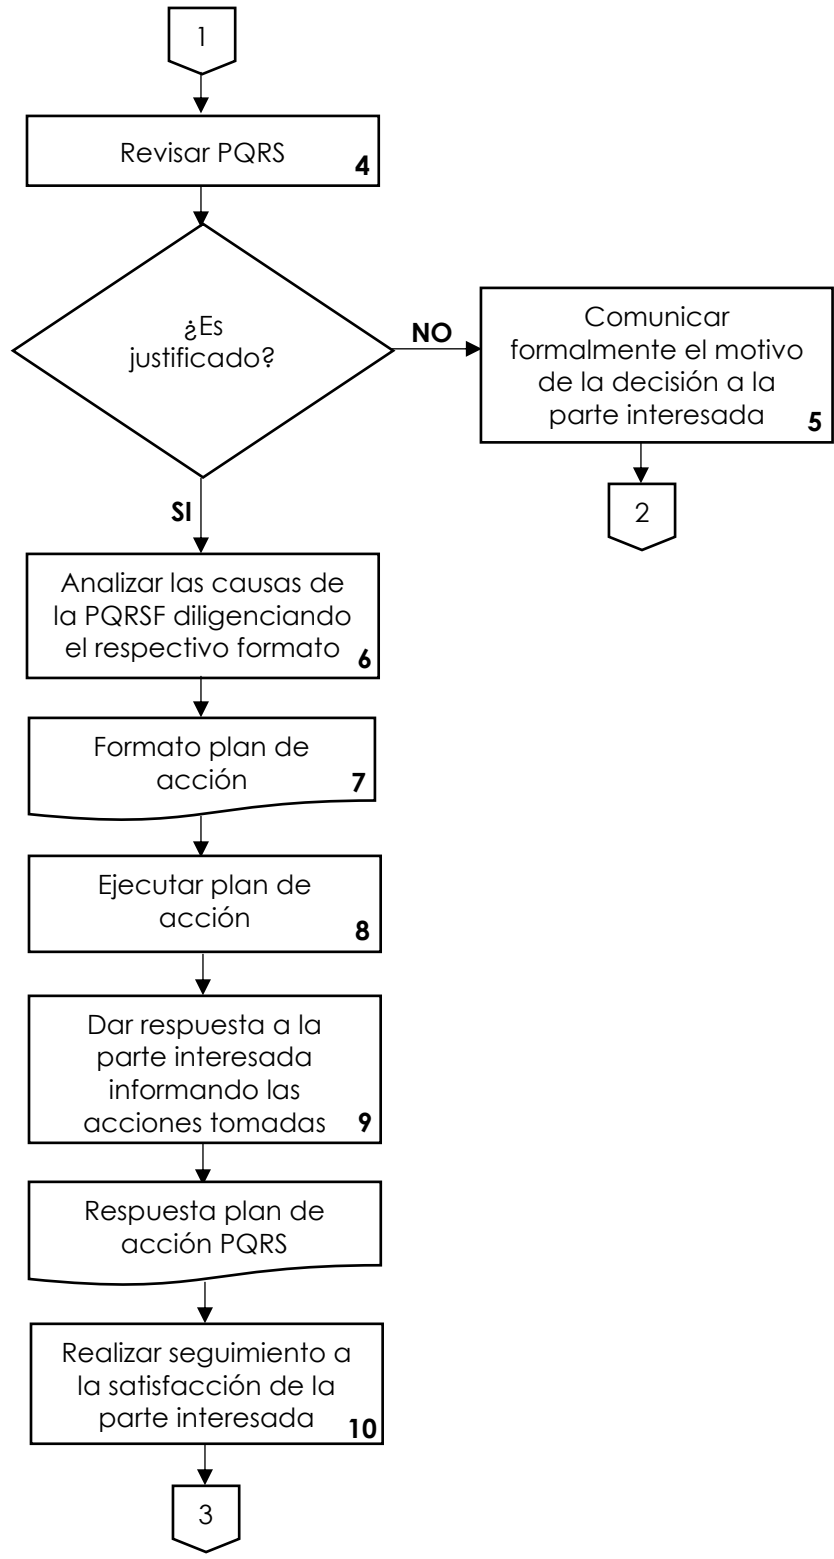 1
Revisar PQRS
4
¿Es
justificado?
NO
Comunicar
formalmente el motivo
de la decisión a la
parte interesada
5
2
SI
Analizar las causas de
la PQRSF diligenciando
el respectivo formato
6
Formato plan de
acción
7
Ejecutar plan de
acción
8
Dar respuesta a la
parte interesada
informando las
acciones tomadas
9
Respuesta plan de
acción PQRS
Realizar seguimiento a
la satisfacción de la
parte interesada
10
3